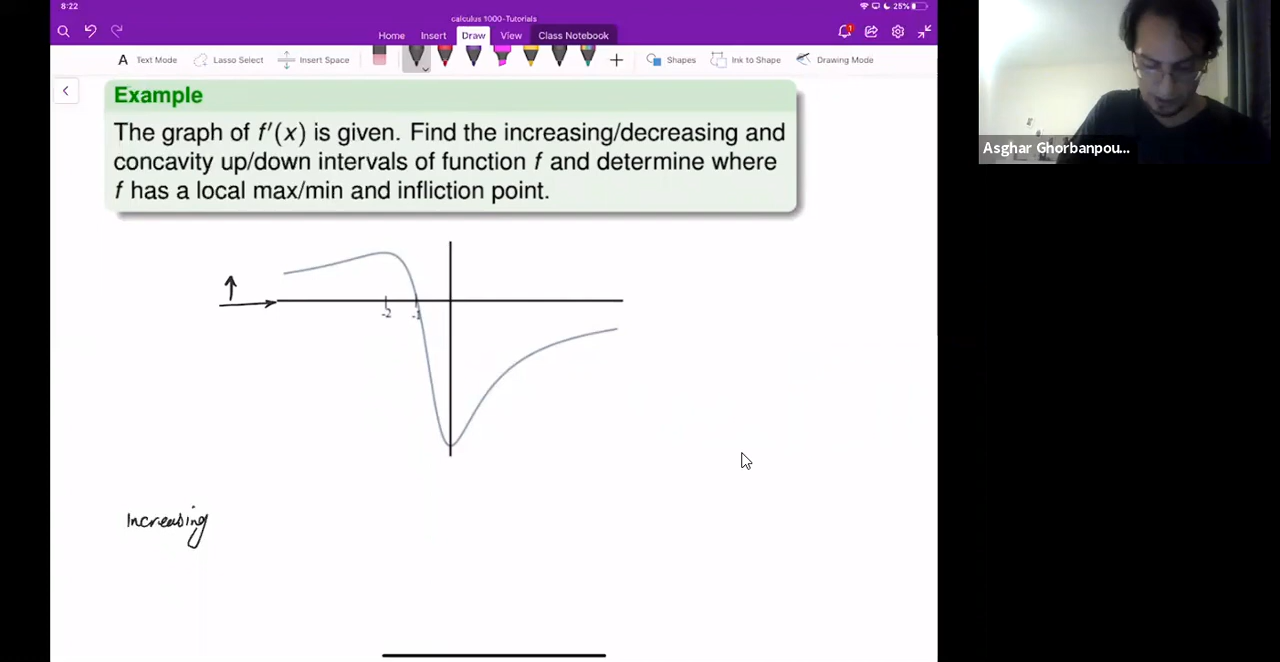 8:22
25%
calculus 1000-Tutorials
Home Insert Draw View Class Notebook
1
A Text Mode Lasso Select Insert Space Shapes Ink to Shape Drawing Mode
Example
The graph of f′(x) is given. Find the increasing/decreasing and
concavity up/down intervals of function f and determine where
f has a local max/min and infliction point.
-2 -1
Increasing
Asghar Ghorbanpou...